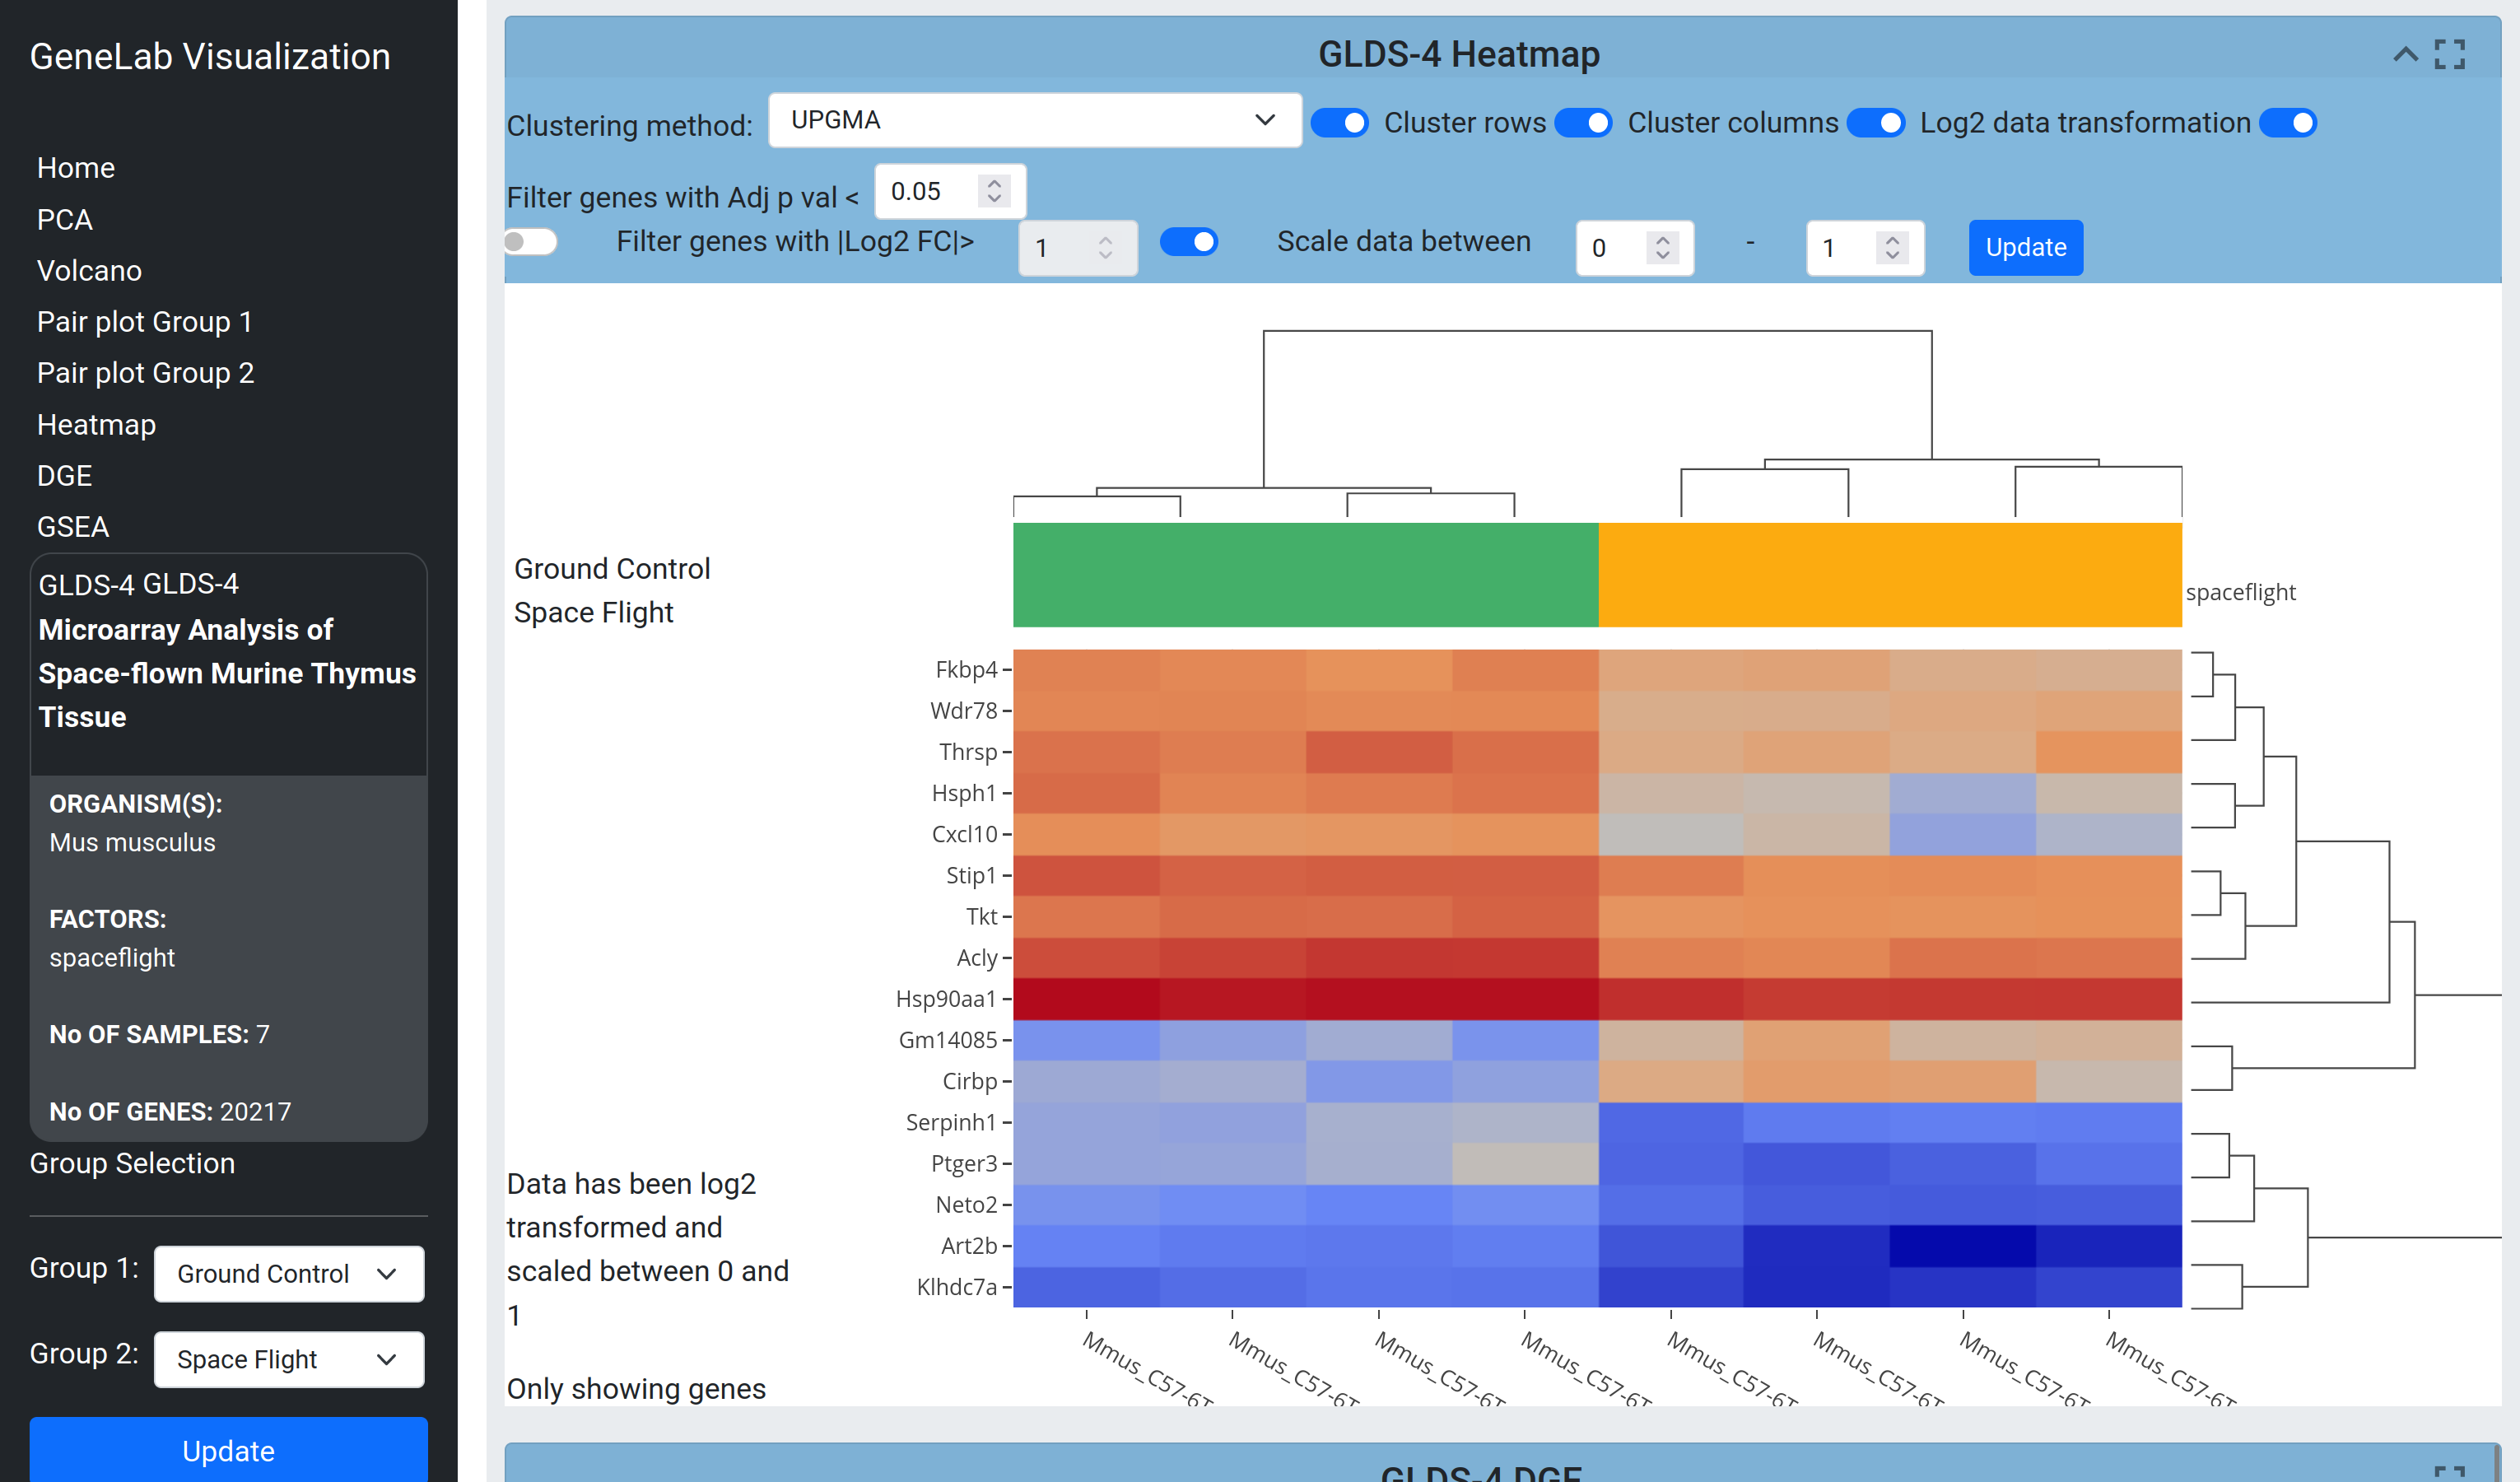 GeneLab Visualization
Home
PCA
Volcano
Pair plot Group 1
Pair plot Group 2
Heatmap
DGE
GSEA
GLDS-4 GLDS-4
Microarray Analysis of
Space-flown Murine Thymus
Tissue
ORGANISM(S):
Mus musculus
FACTORS:
spaceflight
No OF SAMPLES: 7
No OF GENES: 20217
Group Selection
Group 1: Ground Control
Group 2: Space Flight
Update
GLDS-4 Heatmap
Clustering method: UPGMA Cluster rows Cluster columns Log2 data transformation
Filter genes with Adj p val < 0.05
Filter genes with |Log2 FC|> 1 Scale data between 0 - 1 Update
Ground Control
Space Flight
spaceflight
Fkbp4
Wdr78
Thrsp
Hsph1
Cxcl10
Stip1
Tkt
Acly
Hsp90aa1
Gm14085
Cirbp
Serpinh1
Ptger3
Neto2
Art2b
Klhdc7a
Data has been log2
transformed and
scaled between 0 and
1
Only showing genes
Mmus_C57-6T
Mmus_C57-6T
Mmus_C57-6T
Mmus_C57-6T
Mmus_C57-6T
Mmus_C57-6T
Mmus_C57-6T
Mmus_C57-6T
GLDS-4 DGE